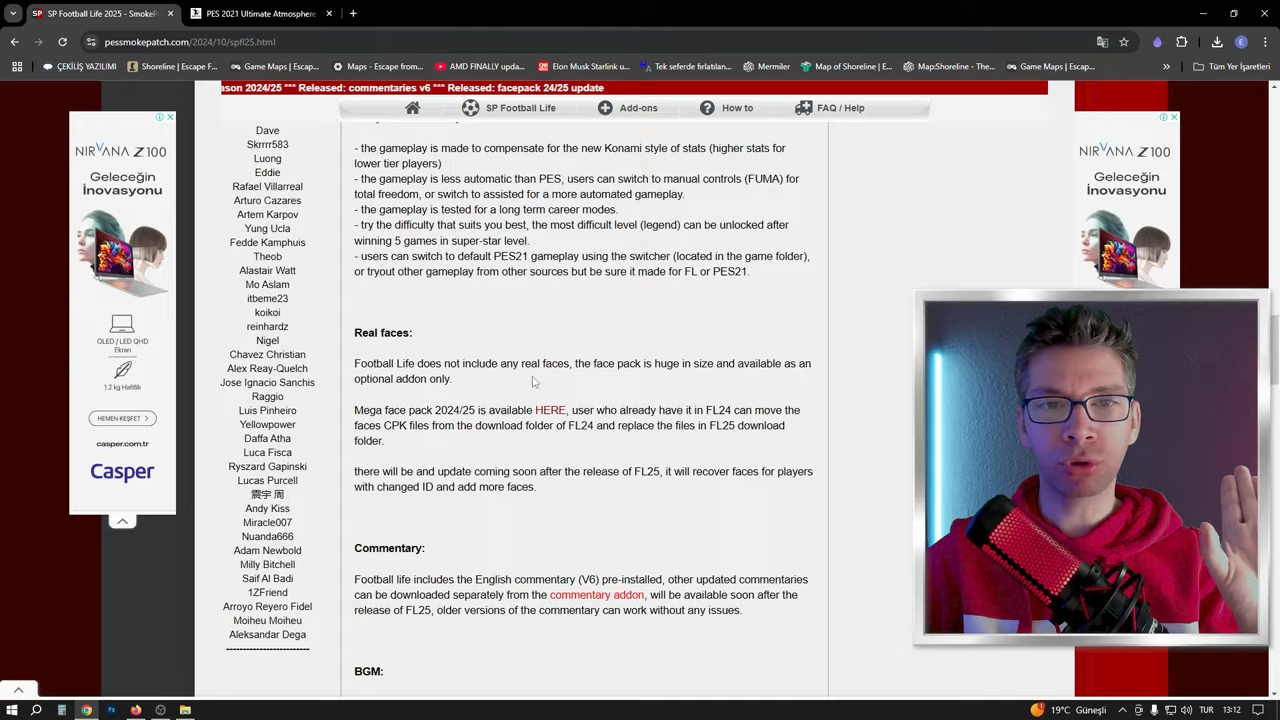 SP Football Life 2025 - SmokeP
PES 2021 Ultimate Atmosphere
pessmokepatch.com/2024/10/spfl25.html
ÇEKİLİŞ YAZILIMI
Shoreline | Escape F...
Game Maps | Escap...
Maps - Escape from...
AMD FINALLY upda...
Elon Musk Starlink u...
Tek seferde fırlatılan...
Mermiler
Map of Shoreline | E...
MapShoreline - The...
Game Maps | Escap...
»
Tüm Yer İşaretleri
ason 2024/25 *** Released: commentaries v6 *** Released: facepack 24/25 update
SP Football Life
Add-ons
How to
FAQ / Help
NIRVANA Z100
Geleceğin
İnovasyonu
OLED / LED QHD
Ekran
1.2 kg Hafiflik
HEMEN KEŞFET >
casper.com.tr
Casper
Dave
Skrrrr583
Luong
Eddie
Rafael Villarreal
Arturo Cazares
Artem Karpov
Yung Ucla
Fedde Kamphuis
Theob
Alastair Watt
Mo Aslam
itbeme23
koikoi
reinhardz
Nigel
Chavez Christian
Alex Reay-Quelch
Jose Ignacio Sanchis
Raggio
Luis Pinheiro
Yellowpower
Daffa Atha
Luca Fisca
Ryszard Gapinski
Lucas Purcell
震宇 周
Andy Kiss
Miracle007
Nuanda666
Adam Newbold
Milly Bitchell
Saif Al Badi
1ZFriend
Arroyo Reyero Fidel
Moiheu Moiheu
Aleksandar Dega
------------------------
- the gameplay is made to compensate for the new Konami style of stats (higher stats for
lower tier players)
- the gameplay is less automatic than PES, users can switch to manual controls (FUMA) for
total freedom, or switch to assisted for a more automated gameplay.
- the gameplay is tested for a long term career modes.
- try the difficulty that suits you best, the most difficult level (legend) can be unlocked after
winning 5 games in super-star level.
- users can switch to default PES21 gameplay using the switcher (located in the game folder),
or tryout other gameplay from other sources but be sure it made for FL or PES21.
Real faces:
Football Life does not include any real faces, the face pack is huge in size and available as an
optional addon only.
Mega face pack 2024/25 is available HERE, user who already have it in FL24 can move the
faces CPK files from the download folder of FL24 and replace the files in FL25 download
folder.
there will be and update coming soon after the release of FL25, it will recover faces for players
with changed ID and add more faces.
Commentary:
Football life includes the English commentary (V6) pre-installed, other updated commentaries
can be downloaded separately from the commentary addon, will be available soon after the
release of FL25, older versions of the commentary can work without any issues.
BGM:
NIRVANA Z100
Geleceğin
İnovasyonu
19°C Güneşli
TUR
13:12